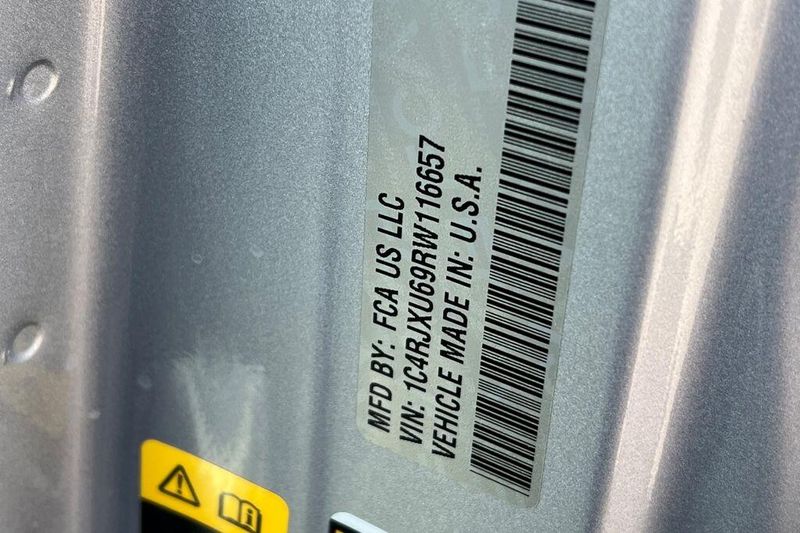 MFD BY: FCA US LLC
VIN: 1C4RJXU69RW116657
VEHICLE MADE IN: U.S.A.